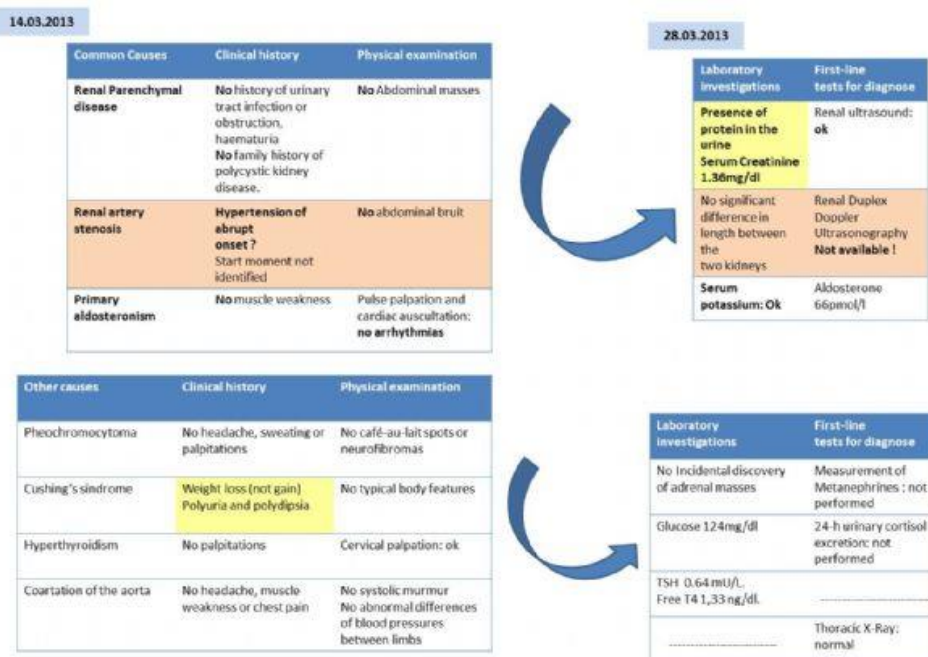 14.03.2013
Common Causes Clinical history Physical examination
Renal Parenchymal No history of urinary No Abdominal masses
disease tract infection or
obstruction,
haematuria
No family history of
polycystic kidney
disease.
Renal artery Hypertension of No abdominal bruit
stenosis abrupt
onset ?
Start moment not
identified
Primary No muscle weakness Pulse palpation and
aldosteronism cardiac auscultation:
no arrhythmias
28.03.2013
Laboratory First-line
investigations tests for diagnose
Presence of Renal ultrasound:
protein in the ok
urine
Serum Creatinine
1.36mg/dl
No significant Renal Duplex
difference in Doppler
length between Ultrasonography
the Not available !
two kidneys
Serum Aldosterone
potassium: Ok 66pmol/l
Other causes Clinical history Physical examination
Pheochromocytoma No headache, sweating or No café-au-lait spots or
palpitations neurofibromas
Cushing's sindrome Weight loss (not gain) No typical body features
Polyuria and polydipsia
Hyperthyroidism No palpitations Cervical palpation: ok
Coartation of the aorta No headache, muscle No systolic murmur
weakness or chest pain No abnormal differences
of blood pressures
between limbs
Laboratory First-line
investigations tests for diagnose
No Incidental discovery Measurement of
of adrenal masses Metanephrines : not
performed
Glucose 124mg/dl 24-h urinary cortisol
excretion: not
performed
TSH 0.64 mU/L.
Free T4 1,33 ng/dl. --------------------
-------------------- Thoracic X-Ray:
normal